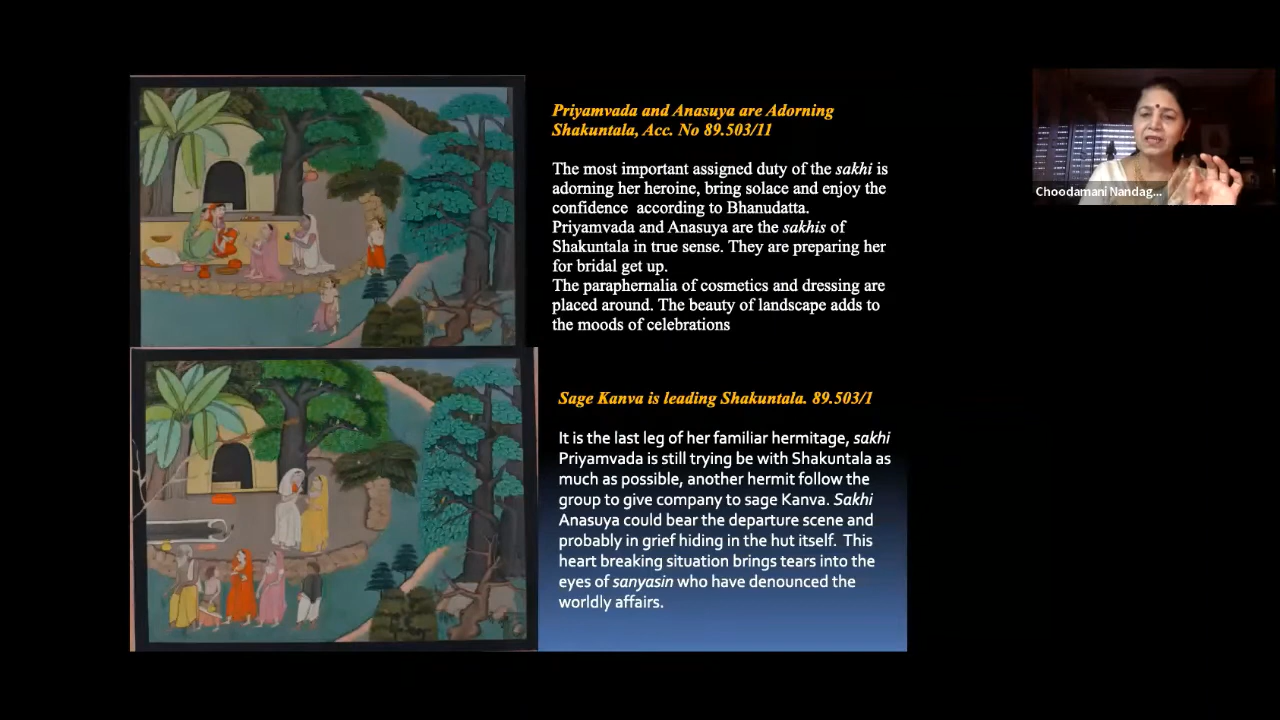 Priyamvada and Anasuya are Adorning
Shakuntala, Acc. No 89.503/11
The most important assigned duty of the sakhi is
adorning her heroine, bring solace and enjoy the
confidence according to Bhanudatta.
Priyamvada and Anasuya are the sakhis of
Shakuntala in true sense. They are preparing her
for bridal get up.
The paraphernalia of cosmetics and dressing are
placed around. The beauty of landscape adds to
the moods of celebrations
Sage Kanva is leading Shakuntala. 89.503/1
It is the last leg of her familiar hermitage, sakhi
Priyamvada is still trying be with Shakuntala as
much as possible, another hermit follow the
group to give company to sage Kanva. Sakhi
Anasuya could bear the departure scene and
probably in grief hiding in the hut itself. This
heart breaking situation brings tears into the
eyes of sanyasin who have denounced the
worldly affairs.
Choodamani Nandag...